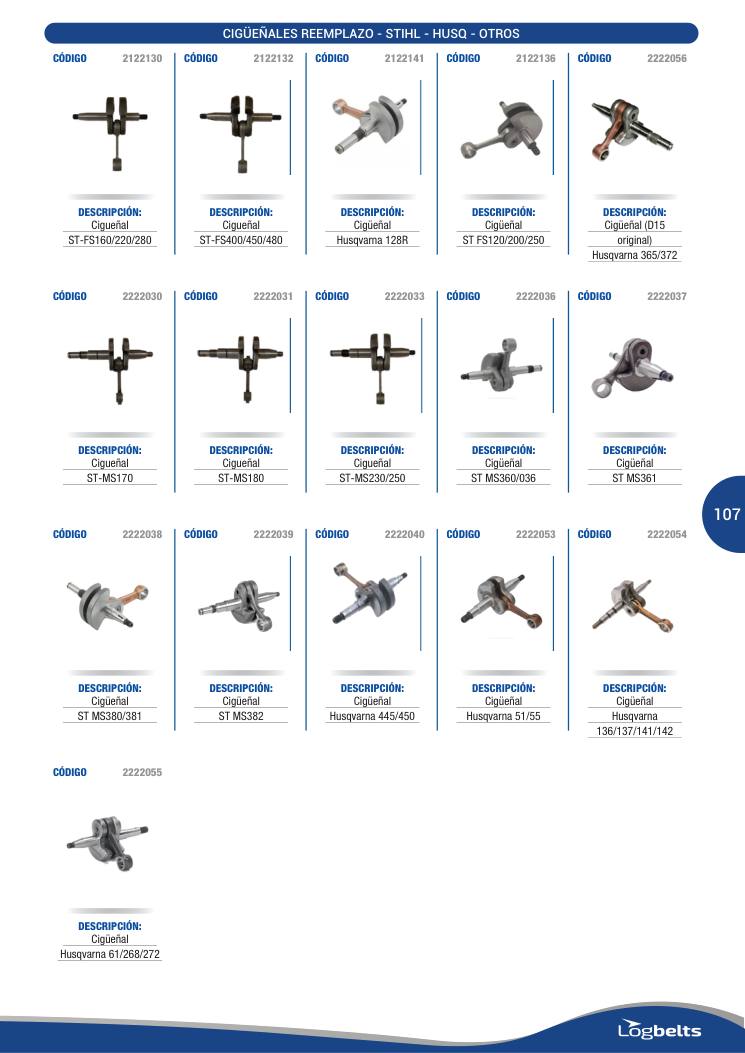 CIGÜEÑALES REEMPLAZO - STIHL - HUSQ - OTROS
CÓDIGO 2122130
DESCRIPCIÓN:
Cigueñal
ST-FS160/220/280
CÓDIGO 2122132
DESCRIPCIÓN:
Cigueñal
ST-FS400/450/480
CÓDIGO 2122141
DESCRIPCIÓN:
Cigüeñal
Husqvarna 128R
CÓDIGO 2122136
DESCRIPCIÓN:
Cigüeñal
ST FS120/200/250
CÓDIGO 2222056
DESCRIPCIÓN:
Cigüeñal (D15
original)
Husqvarna 365/372
CÓDIGO 2222030
DESCRIPCIÓN:
Cigueñal
ST-MS170
CÓDIGO 2222031
DESCRIPCIÓN:
Cigueñal
ST-MS180
CÓDIGO 2222033
DESCRIPCIÓN:
Cigueñal
ST-MS230/250
CÓDIGO 2222036
DESCRIPCIÓN:
Cigüeñal
ST MS360/036
CÓDIGO 2222037
DESCRIPCIÓN:
Cigüeñal
ST MS361
107
CÓDIGO 2222038
DESCRIPCIÓN:
Cigüeñal
ST MS380/381
CÓDIGO 2222039
DESCRIPCIÓN:
Cigüeñal
ST MS382
CÓDIGO 2222040
DESCRIPCIÓN:
Cigüeñal
Husqvarna 445/450
CÓDIGO 2222053
DESCRIPCIÓN:
Cigüeñal
Husqvarna 51/55
CÓDIGO 2222054
DESCRIPCIÓN:
Cigüeñal
Husqvarna
136/137/141/142
CÓDIGO 2222055
DESCRIPCIÓN:
Cigüeñal
Husqvarna 61/268/272
Logbelts